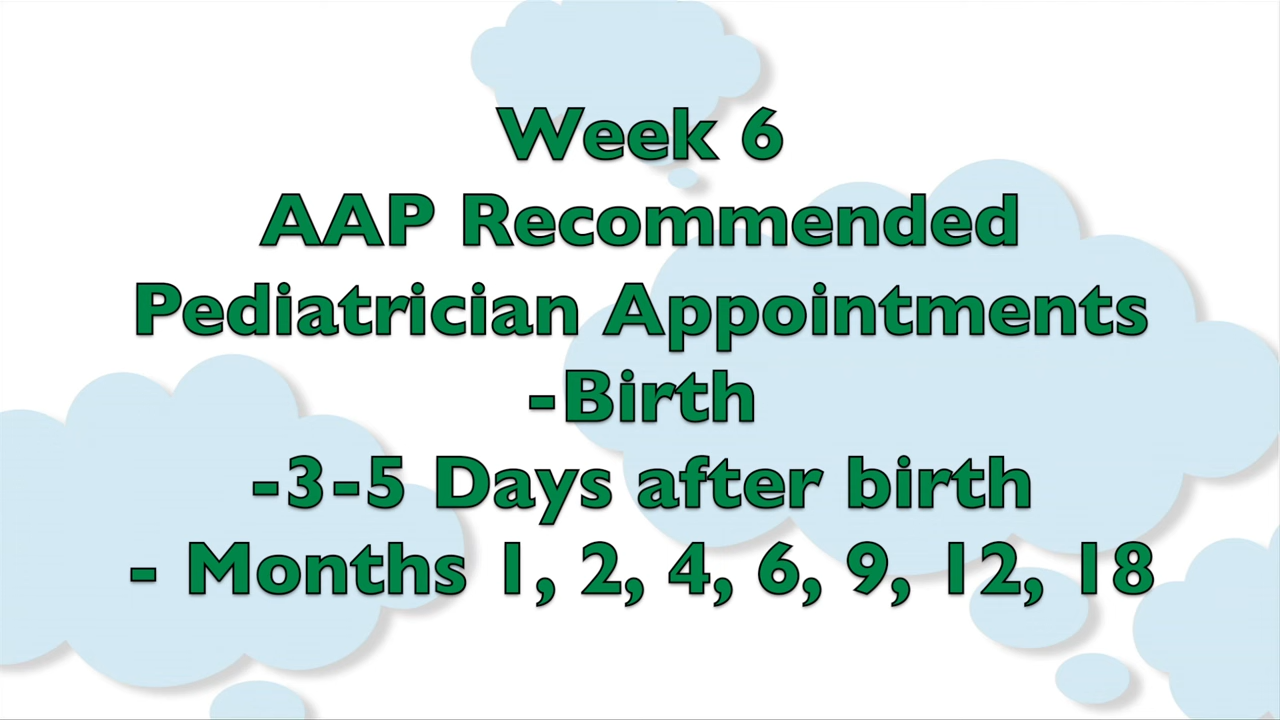 Week 6
AAP Recommended
Pediatrician Appointments
-Birth
-3-5 Days after birth
- Months 1, 2, 4, 6, 9, 12, 18